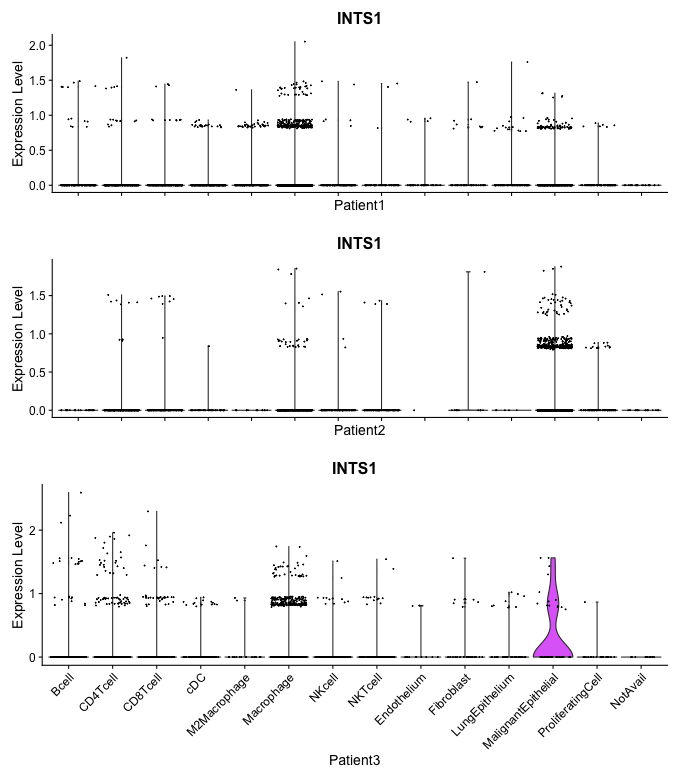 INTS1
Expression Level
2.0
1.5
1.0
0.5
0.0
Patient1
INTS1
Expression Level
1.5
1.0
0.5
0.0
Patient2
INTS1
Expression Level
2
1
0
Bcell
CD4Tcell
CD8Tcell
cDC
M2Macrophage
Macrophage
NKcell
NKTcell
Endothelium
Fibroblast
LungEpithelium
MalignantEpithelial
ProliferatingCell
NotAvail
Patient3